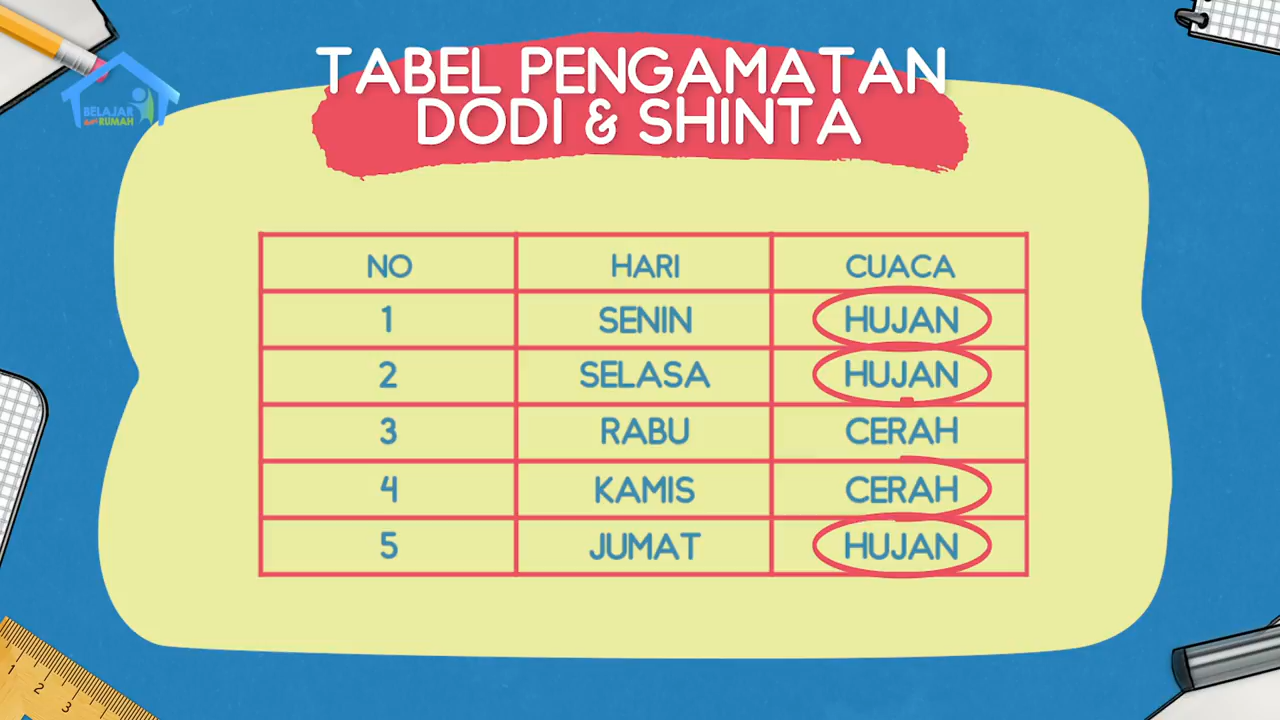 BELAJAR
dari RUMAH
TABEL PENGAMATAN
DODI & SHINTA
NO HARI CUACA
1 SENIN HUJAN
2 SELASA HUJAN
3 RABU CERAH
4 KAMIS CERAH
5 JUMAT HUJAN
1 2 3